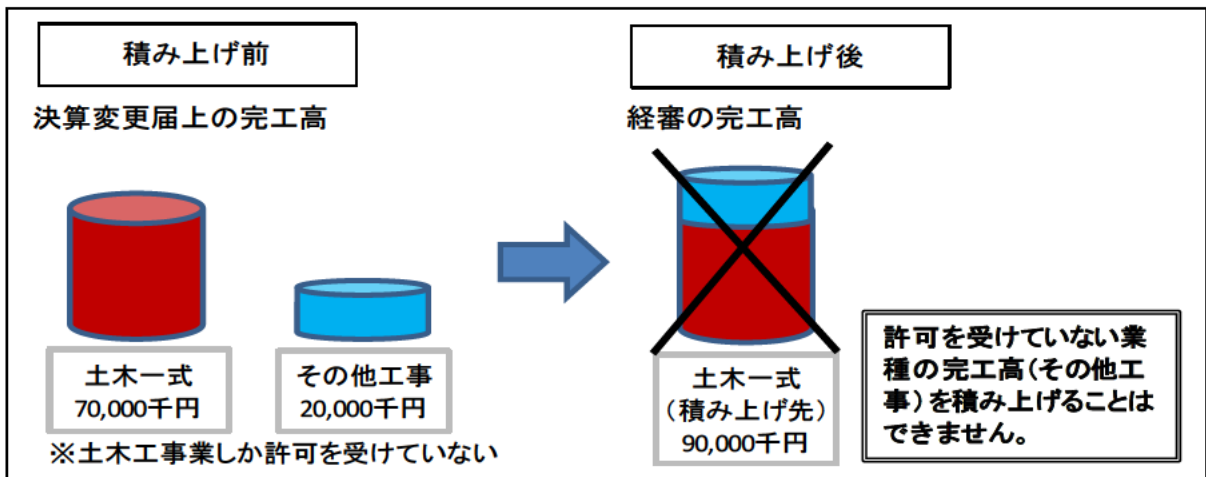 積み上げ前
決算変更届上の完工高
土木一式
70,000千円
その他工事
20,000千円
※土木工事業しか許可を受けていない
積み上げ後
経審の完工高
土木一式
(積み上げ先)
90,000千円
許可を受けていない業
種の完工高(その他工
事)を積み上げることは
できません。